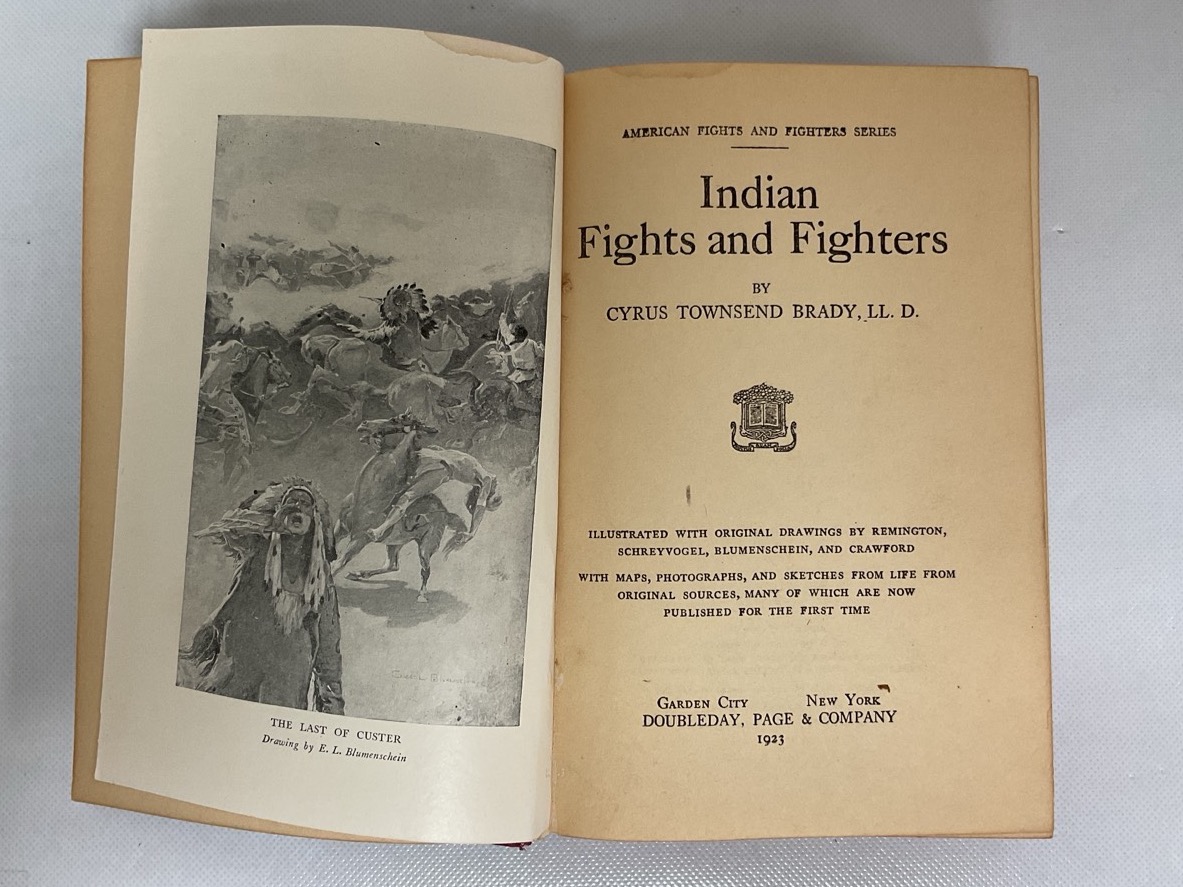 THE LAST OF CUSTER
Drawing by E. L. Blumenschein
AMERICAN FIGHTS AND FIGHTERS SERIES
Indian
Fights and Fighters
BY
CYRUS TOWNSEND BRADY, LL. D.
ILLUSTRATED WITH ORIGINAL DRAWINGS BY REMINGTON,
SCHREYVOGEL, BLUMENSCHEIN, AND CRAWFORD
WITH MAPS, PHOTOGRAPHS, AND SKETCHES FROM LIFE FROM
ORIGINAL SOURCES, MANY OF WHICH ARE NOW
PUBLISHED FOR THE FIRST TIME
GARDEN CITY NEW YORK
DOUBLEDAY, PAGE & COMPANY
1923